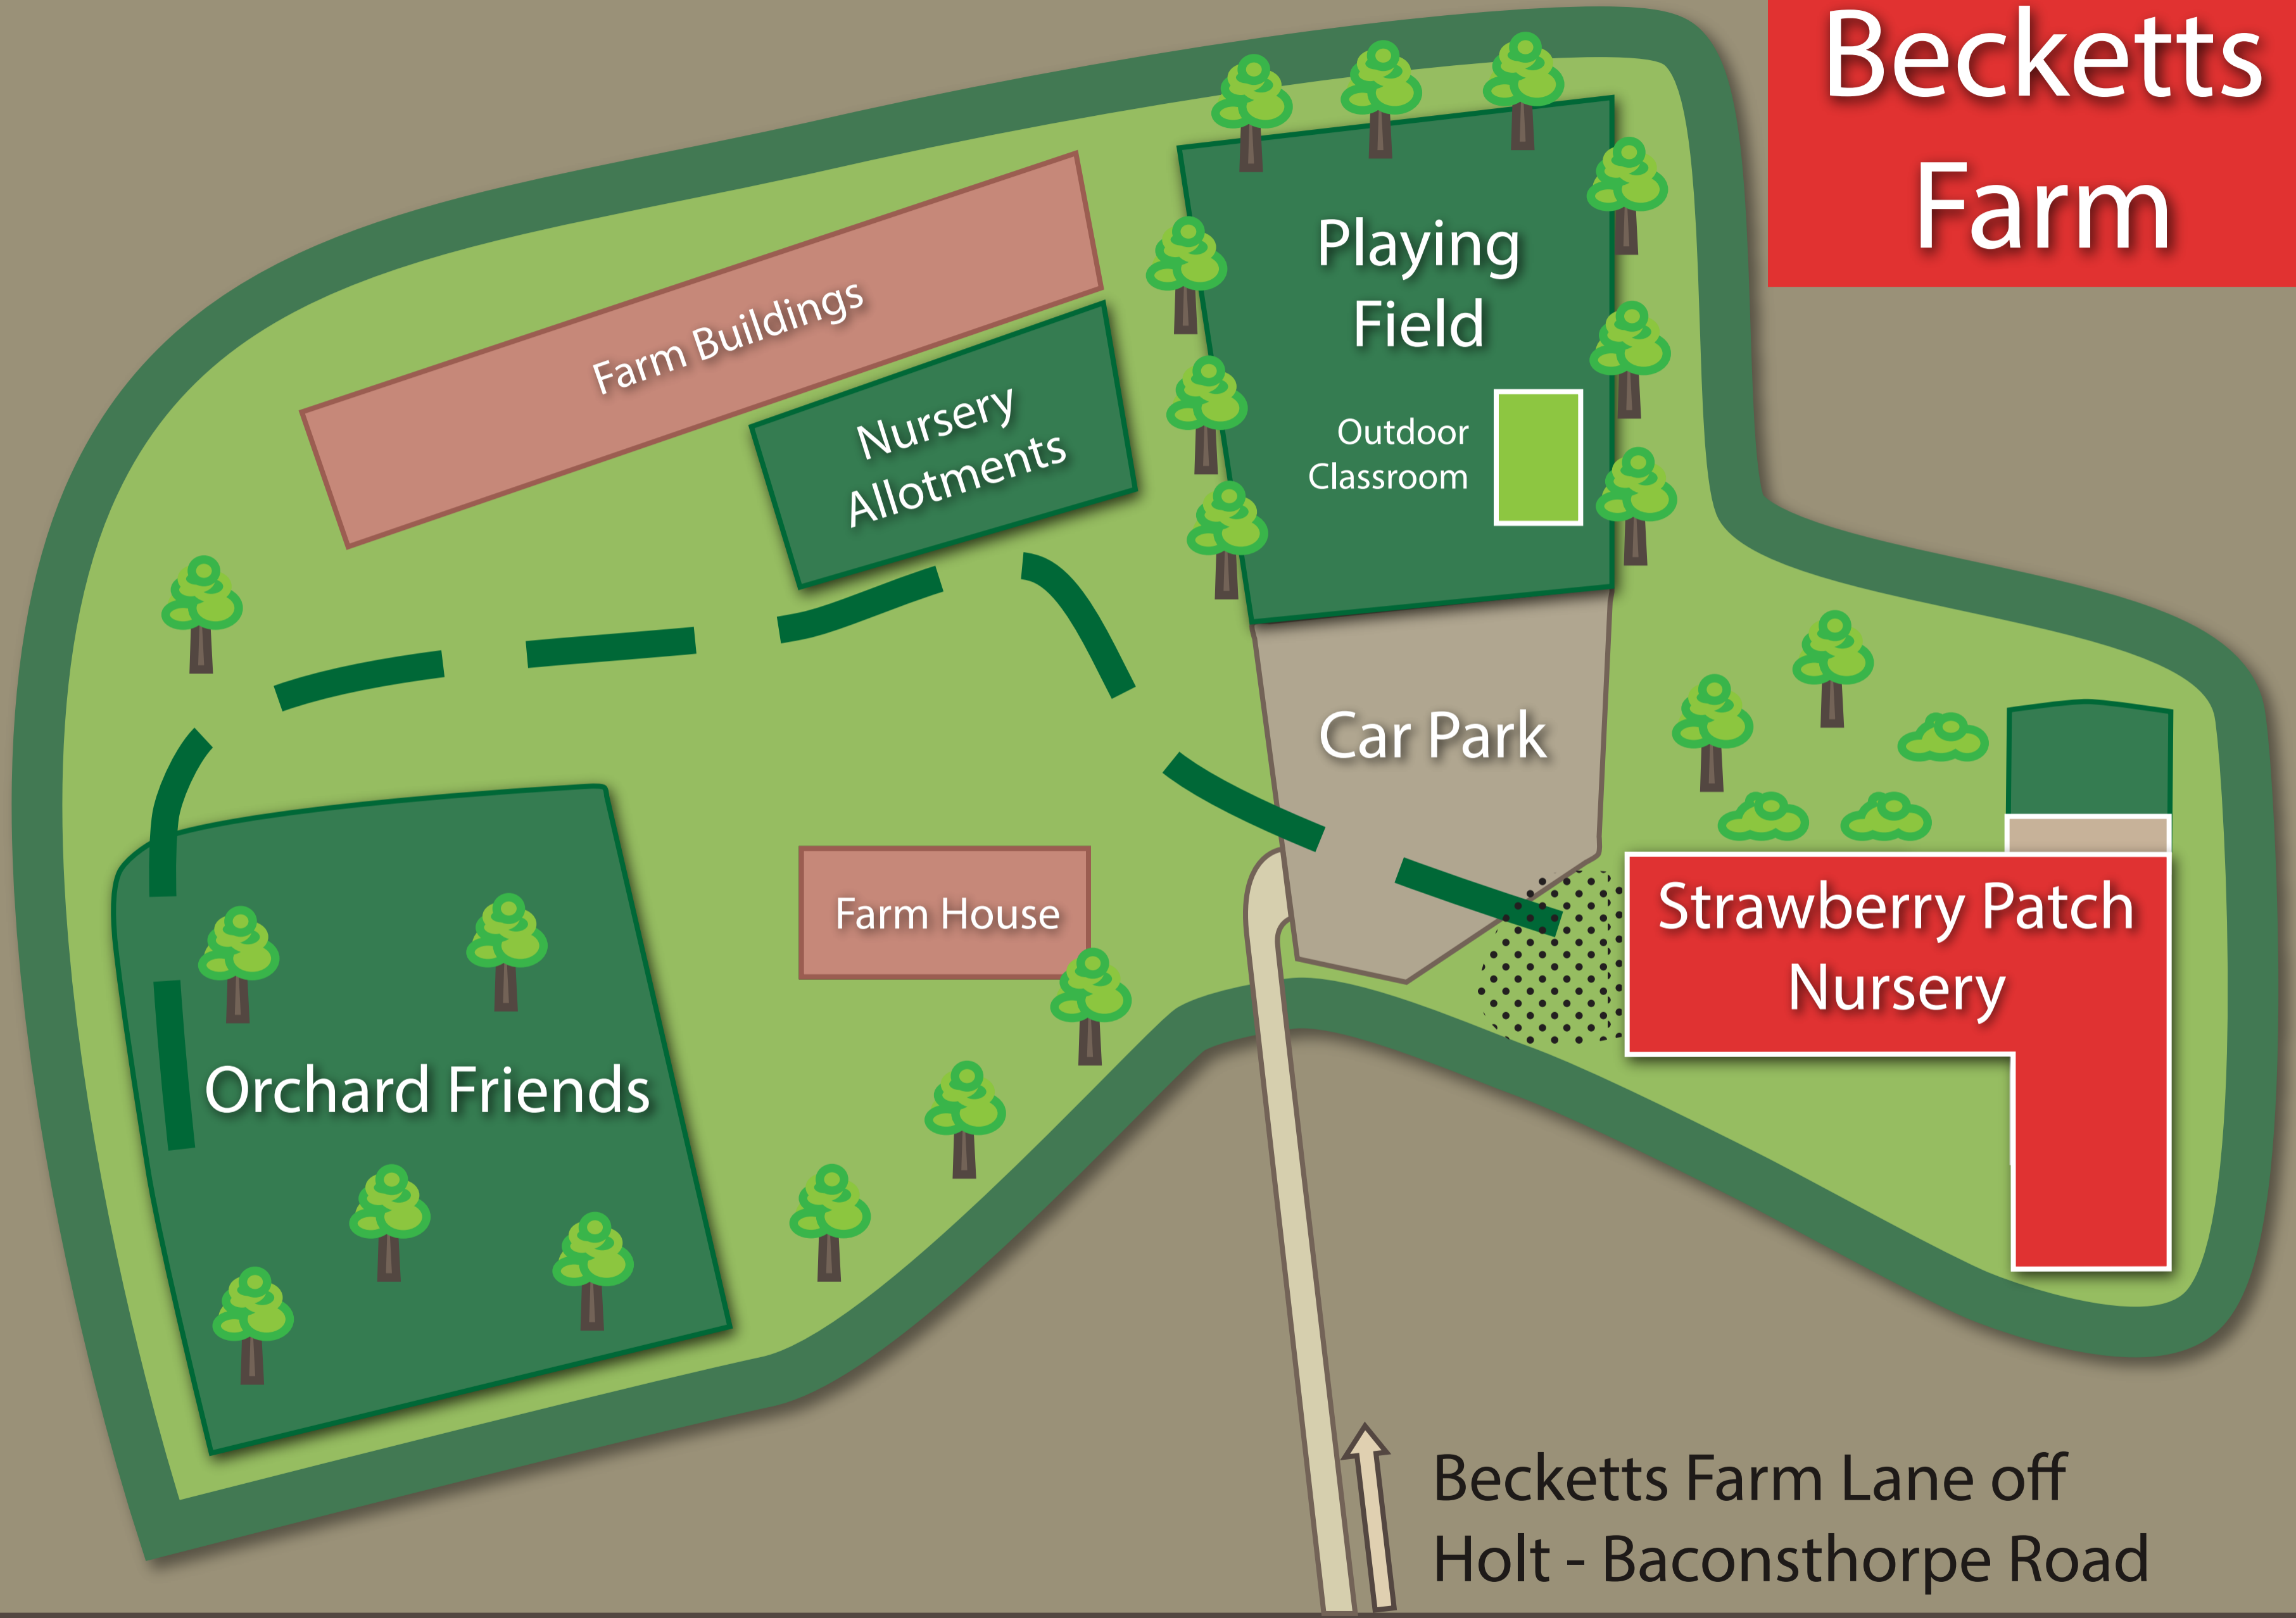 Becketts
Farm
Playing
Field
Farm Buildings
Nursery
Allotments
Outdoor
Classroom
Car Park
Farm House
Strawberry Patch
Nursery
Orchard Friends
Becketts Farm Lane off
Holt - Baconsthorpe Road